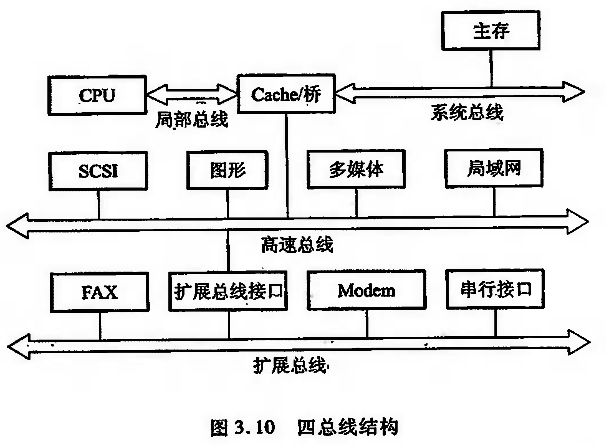 主存
CPU
Cache/桥
局部总线
系统总线
SCSI
图形
多媒体
局域网
高速总线
FAX
扩展总线接口
Modem
串行接口
扩展总线
图 3.10 四总线结构